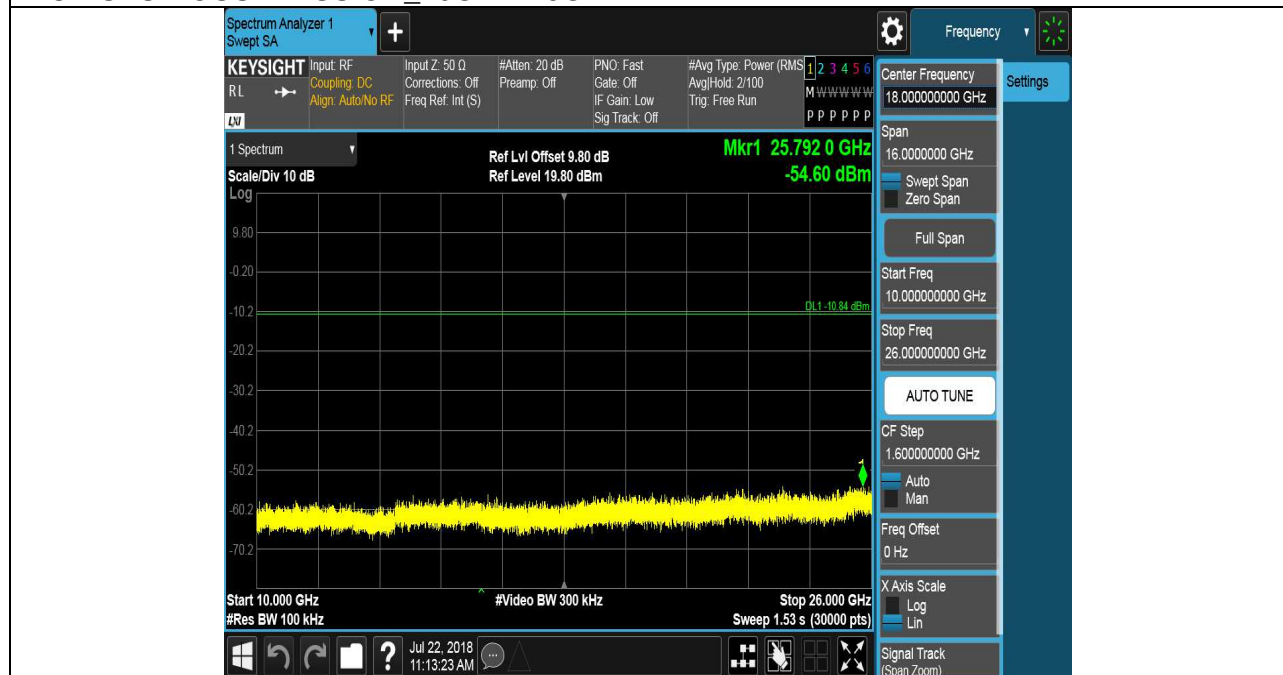 Spectrum Analyzer 1
Swept SA
+
Frequency
KEYSIGHT
RL
LXI
Input: RF
Coupling: DC
Align: Auto/No RF
Input Z: 50 Ω
Corrections: Off
Freq Ref: Int (S)
#Atten: 20 dB
Preamp: Off
PNO: Fast
Gate: Off
IF Gain: Low
Sig Track: Off
#Avg Type: Power (RMS
Avg|Hold: 2/100
Trig: Free Run
1 2 3 4 5 6
M W W W W W
P P P P P P
Center Frequency
18.000000000 GHz
Settings
Span
16.0000000 GHz
Swept Span
Zero Span
Full Span
Start Freq
10.000000000 GHz
Stop Freq
26.000000000 GHz
AUTO TUNE
CF Step
1.600000000 GHz
Auto
Man
Freq Offset
0 Hz
X Axis Scale
Log
Lin
Signal Track
(Span Zoom)
1 Spectrum
Scale/Div 10 dB
Ref Lvl Offset 9.80 dB
Ref Level 19.80 dBm
Mkr1 25.792 0 GHz
-54.60 dBm
Log
9.80
-0.20
-10.2
DL1 -10.84 dBm
-20.2
-30.2
-40.2
-50.2
1
-60.2
-70.2
Start 10.000 GHz
#Video BW 300 kHz
Stop 26.000 GHz
#Res BW 100 kHz
Sweep 1.53 s (30000 pts)
?
Jul 22, 2018
11:13:23 AM